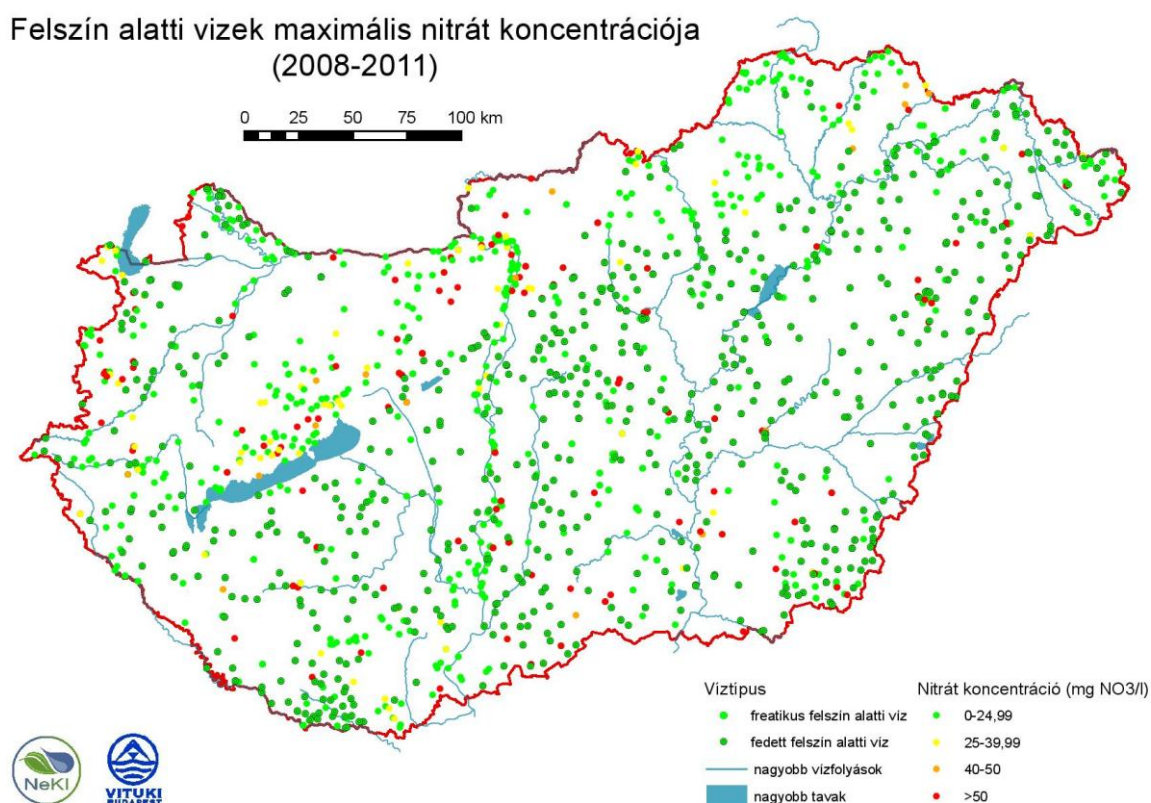 Felszín alatti vizek maximális nitrát koncentrációja
(2008-2011)
0 25 50 75 100 km
Víztipus
freatikus felszín alatti víz
fedett felszín alatti víz
nagyobb vízfolyások
nagyobb tavak
Nitrát koncentráció (mg NO3/l)
0-24,99
25-39,99
40-50
>50
NeKI
VITUKI
BUDAPEST